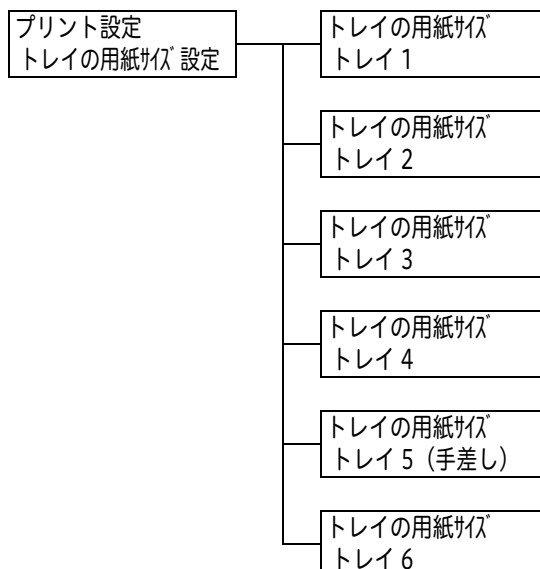 プリント設定
トレイの用紙ｻｲｽﾞ設定
トレイの用紙ｻｲｽﾞ
トレイ 1
トレイの用紙ｻｲｽﾞ
トレイ 2
トレイの用紙ｻｲｽﾞ
トレイ 3
トレイの用紙ｻｲｽﾞ
トレイ 4
トレイの用紙ｻｲｽﾞ
トレイ 5（手差し）
トレイの用紙ｻｲｽﾞ
トレイ 6